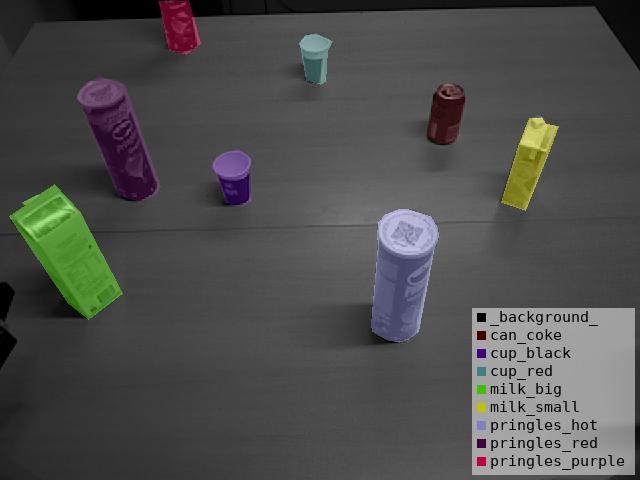 _background_
can_coke
cup_black
cup_red
milk_big
milk_small
pringles_hot
pringles_red
pringles_purple